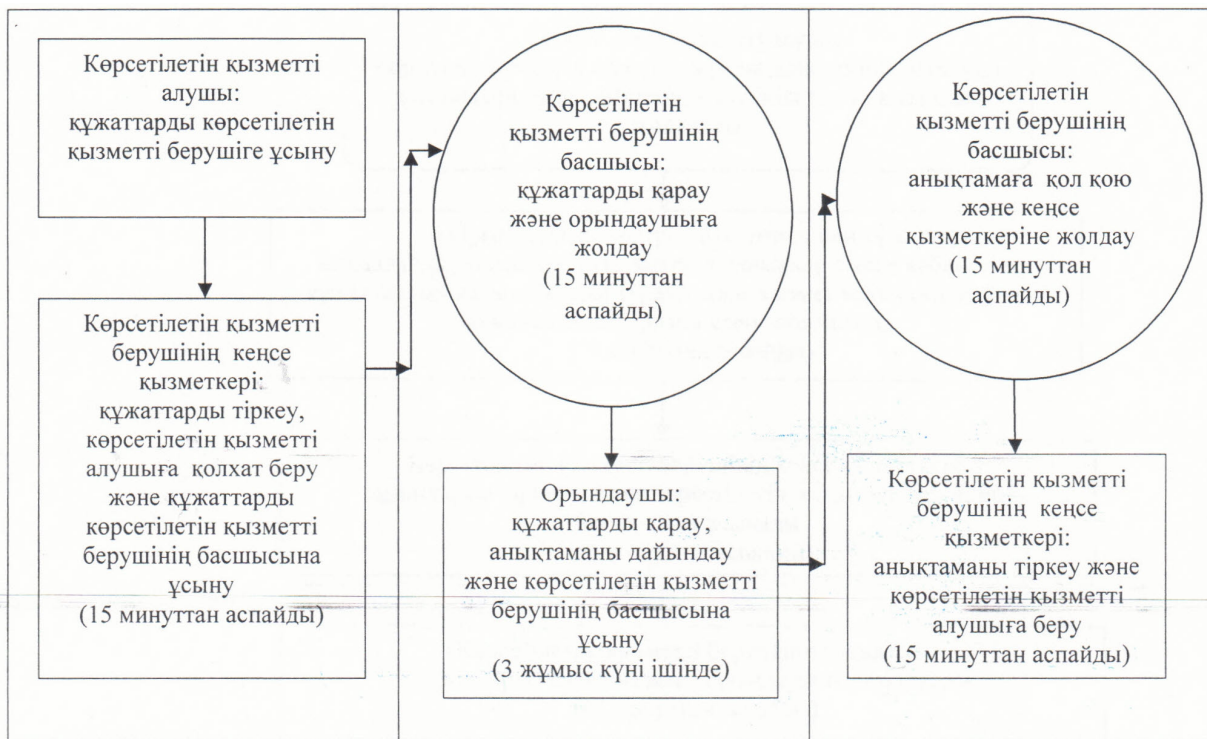 Көрсетілетін қызметті
алушы:
құжаттарды көрсетілетін
қызметті берушіге ұсыну
Көрсетілетін қызметті
берушінің кеңсе
қызметкері:
құжаттарды тіркеу,
көрсетілетін қызметті
алушыға қолхат беру
және құжаттарды
көрсетілетін қызметті
берушінің басшысына
ұсыну
(15 минуттан аспайды)
Көрсетілетін
қызметті берушінің
басшысы:
құжаттарды қарау
және орындаушыға
жолдау
(15 минуттан
аспайды)
Орындаушы:
құжаттарды қарау,
анықтаманы дайындау
және көрсетілетін қызметті
берушінің басшысына
ұсыну
(3 жұмыс күні ішінде)
Көрсетілетін
қызметті берушінің
басшысы:
анықтамаға қол қою
және кеңсе
қызметкеріне жолдау
(15 минуттан
аспайды)
Көрсетілетін қызметті
берушінің кеңсе
қызметкері:
анықтаманы тіркеу және
көрсетілетін қызметті
алушыға беру
(15 минуттан аспайды)